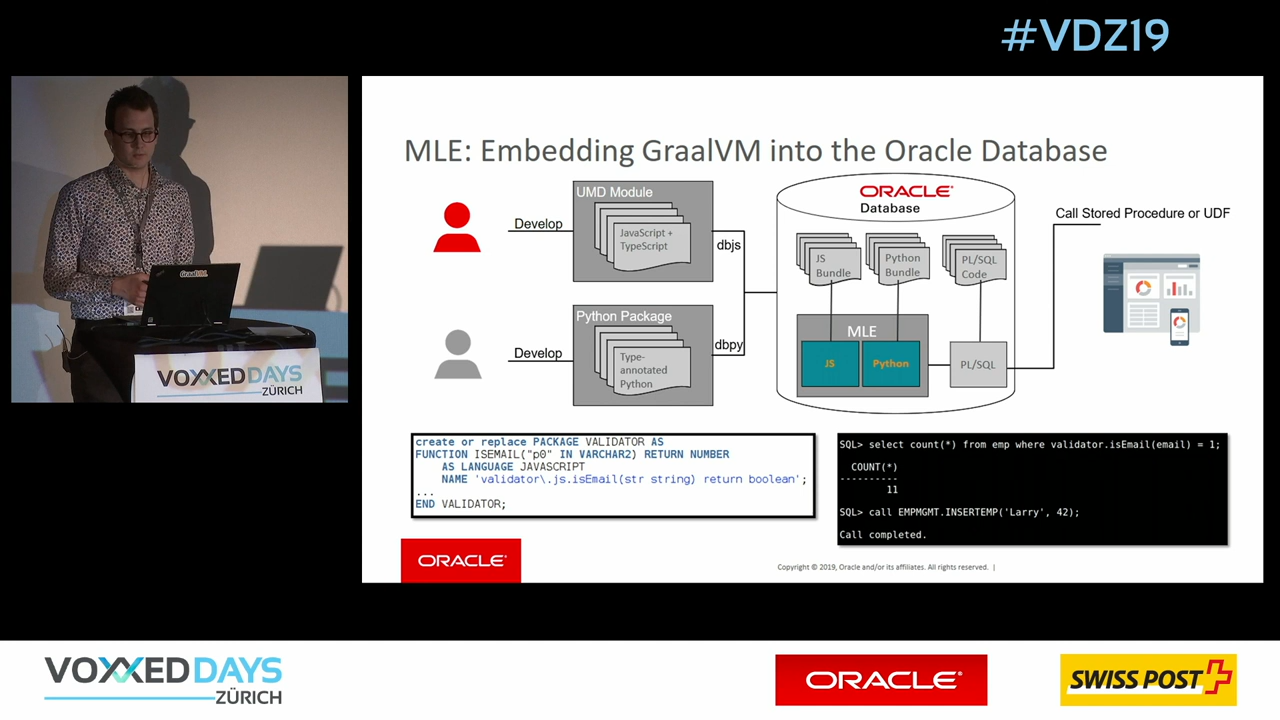 #VDZ19
MLE: Embedding GraalVM into the Oracle Database
UMD Module
JavaScript +
TypeScript
Develop
dbjs
Python Package
Type-
annotated
Python
Develop
dbpy
ORACLE®
Database
JS
Bundle
Python
Bundle
PL/SQL
Code
MLE
JS
Python
PL/SQL
Call Stored Procedure or UDF
create or replace PACKAGE VALIDATOR AS
FUNCTION ISEMAIL("p0" IN VARCHAR2) RETURN NUMBER
AS LANGUAGE JAVASCRIPT
NAME 'validator\.js.isEmail(str string) return boolean';
...
END VALIDATOR;
SQL> select count(*) from emp where validator.isEmail(email) = 1;
COUNT(*)
----------
11
SQL> call EMPMGMT.INSERTEMP('Larry', 42);
Call completed.
ORACLE®
Copyright © 2019, Oracle and/or its affiliates. All rights reserved. |
GraalVM
VOXXED DAYS
ZÜRICH
VOXXED DAYS
ZÜRICH
ORACLE®
SWISS POST